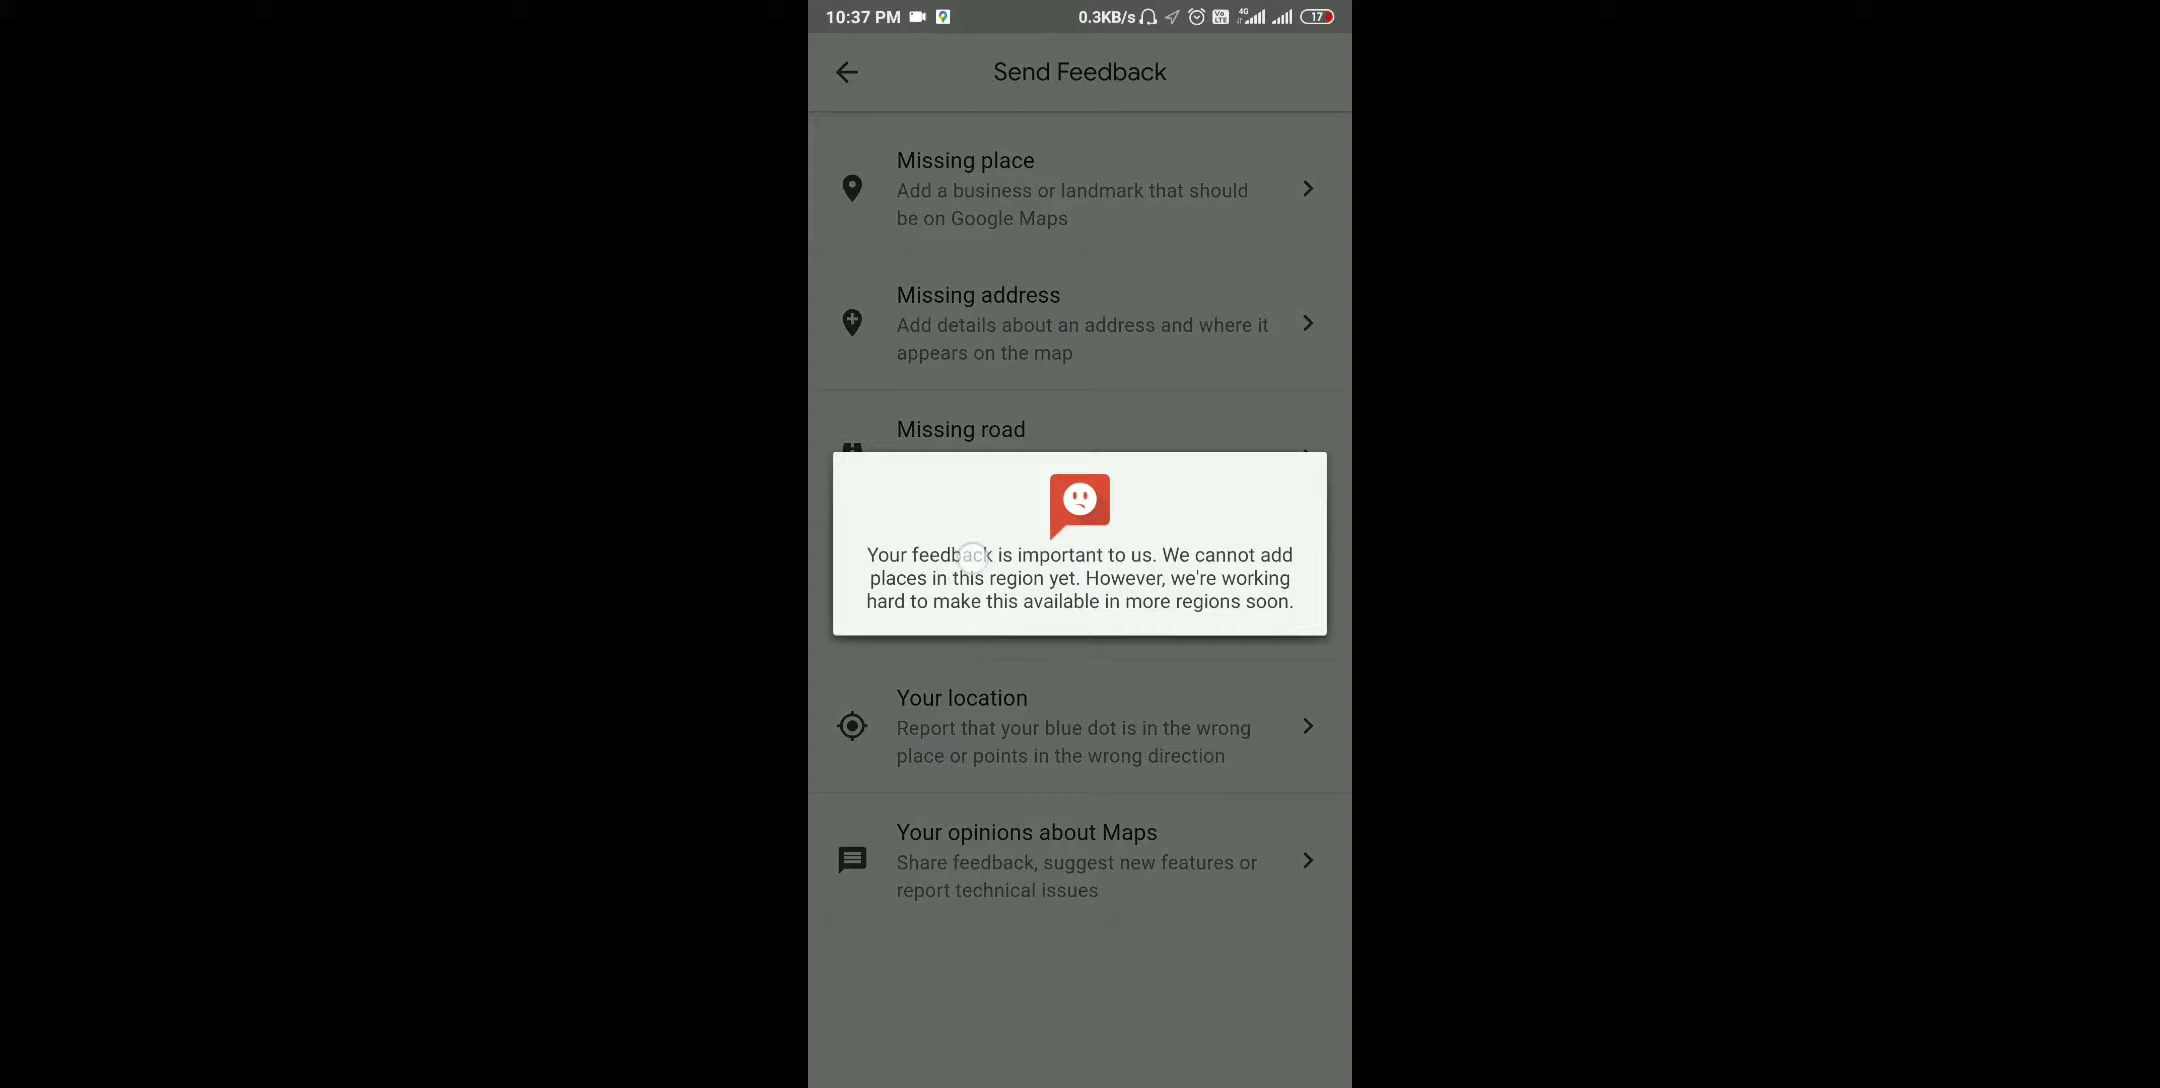 10:37 PM
0.3KB/s
Vo
LTE
4G
17
Send Feedback
Missing place
Add a business or landmark that should
be on Google Maps
Missing address
Add details about an address and where it
appears on the map
Missing road
Your feedback is important to us. We cannot add
places in this region yet. However, we're working
hard to make this available in more regions soon.
Your location
Report that your blue dot is in the wrong
place or points in the wrong direction
Your opinions about Maps
Share feedback, suggest new features or
report technical issues